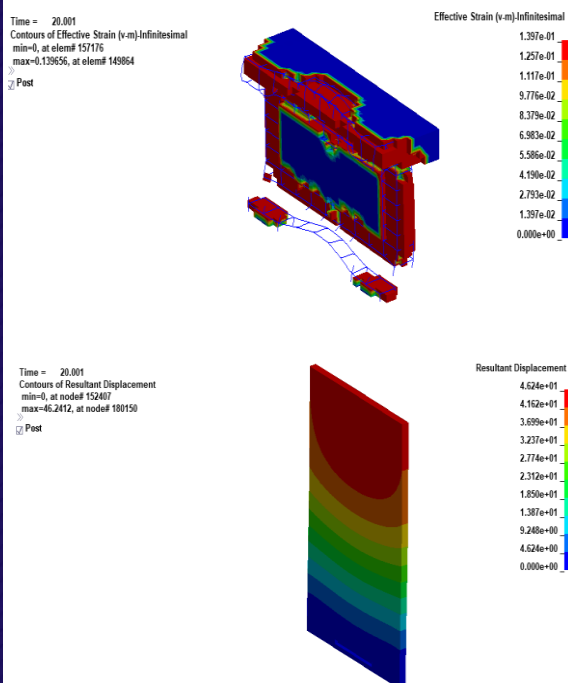 Time = 20.001
Contours of Effective Strain (v-m)-Infinitesimal
min=0, at elem# 157176
max=0.139656, at elem# 149864
Post
Effective Strain (v-m)-Infinitesimal
1.397e-01
1.257e-01
1.117e-01
9.776e-02
8.379e-02
6.983e-02
5.586e-02
4.190e-02
2.793e-02
1.397e-02
0.000e+00
Time = 20.001
Contours of Resultant Displacement
min=0, at node# 152407
max=46.2412, at node# 180150
Post
Resultant Displacement
4.624e+01
4.162e+01
3.699e+01
3.237e+01
2.774e+01
2.312e+01
1.850e+01
1.387e+01
9.248e+00
4.624e+00
0.000e+00